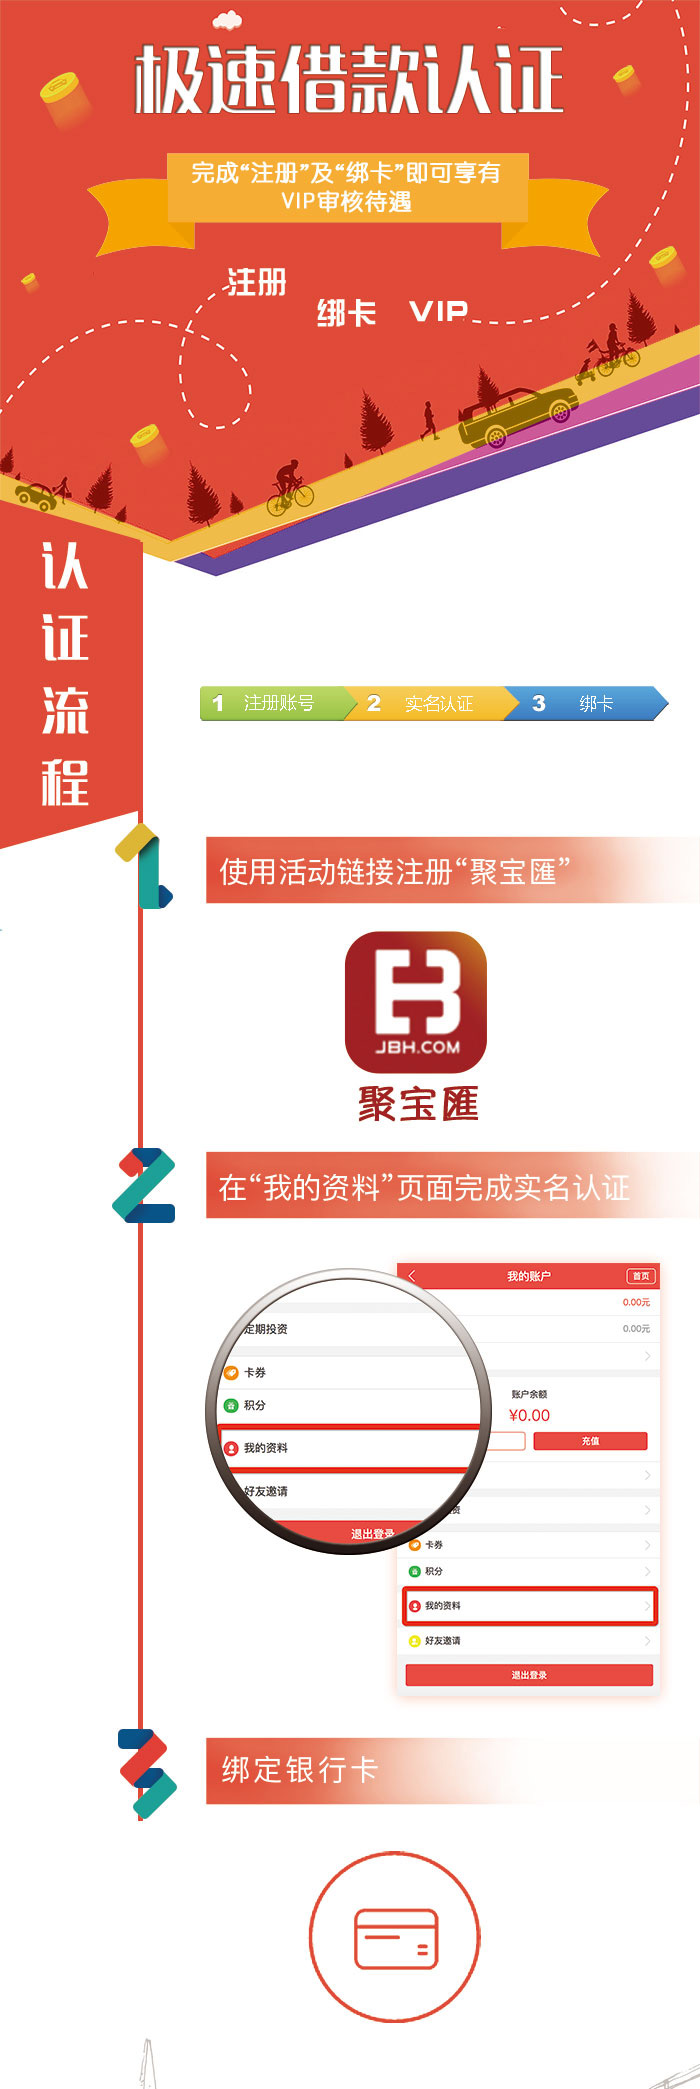 极速借款认证
完成“注册”及“绑卡”即可享有
VIP审核待遇
注册
绑卡 VIP
认证流程
1 注册账号 2 实名认证 3 绑卡
1
使用活动链接注册“聚宝匯”
JBH.COM
聚宝匯
2
在“我的资料”页面完成实名认证
我的账户 首页
0.00元
0.00元
账户余额
¥0.00
充值
资
卡券
积分
我的资料
好友邀请
退出登录
定期投资
卡券
积分
我的资料
好友邀请
退出登录
3
绑定银行卡